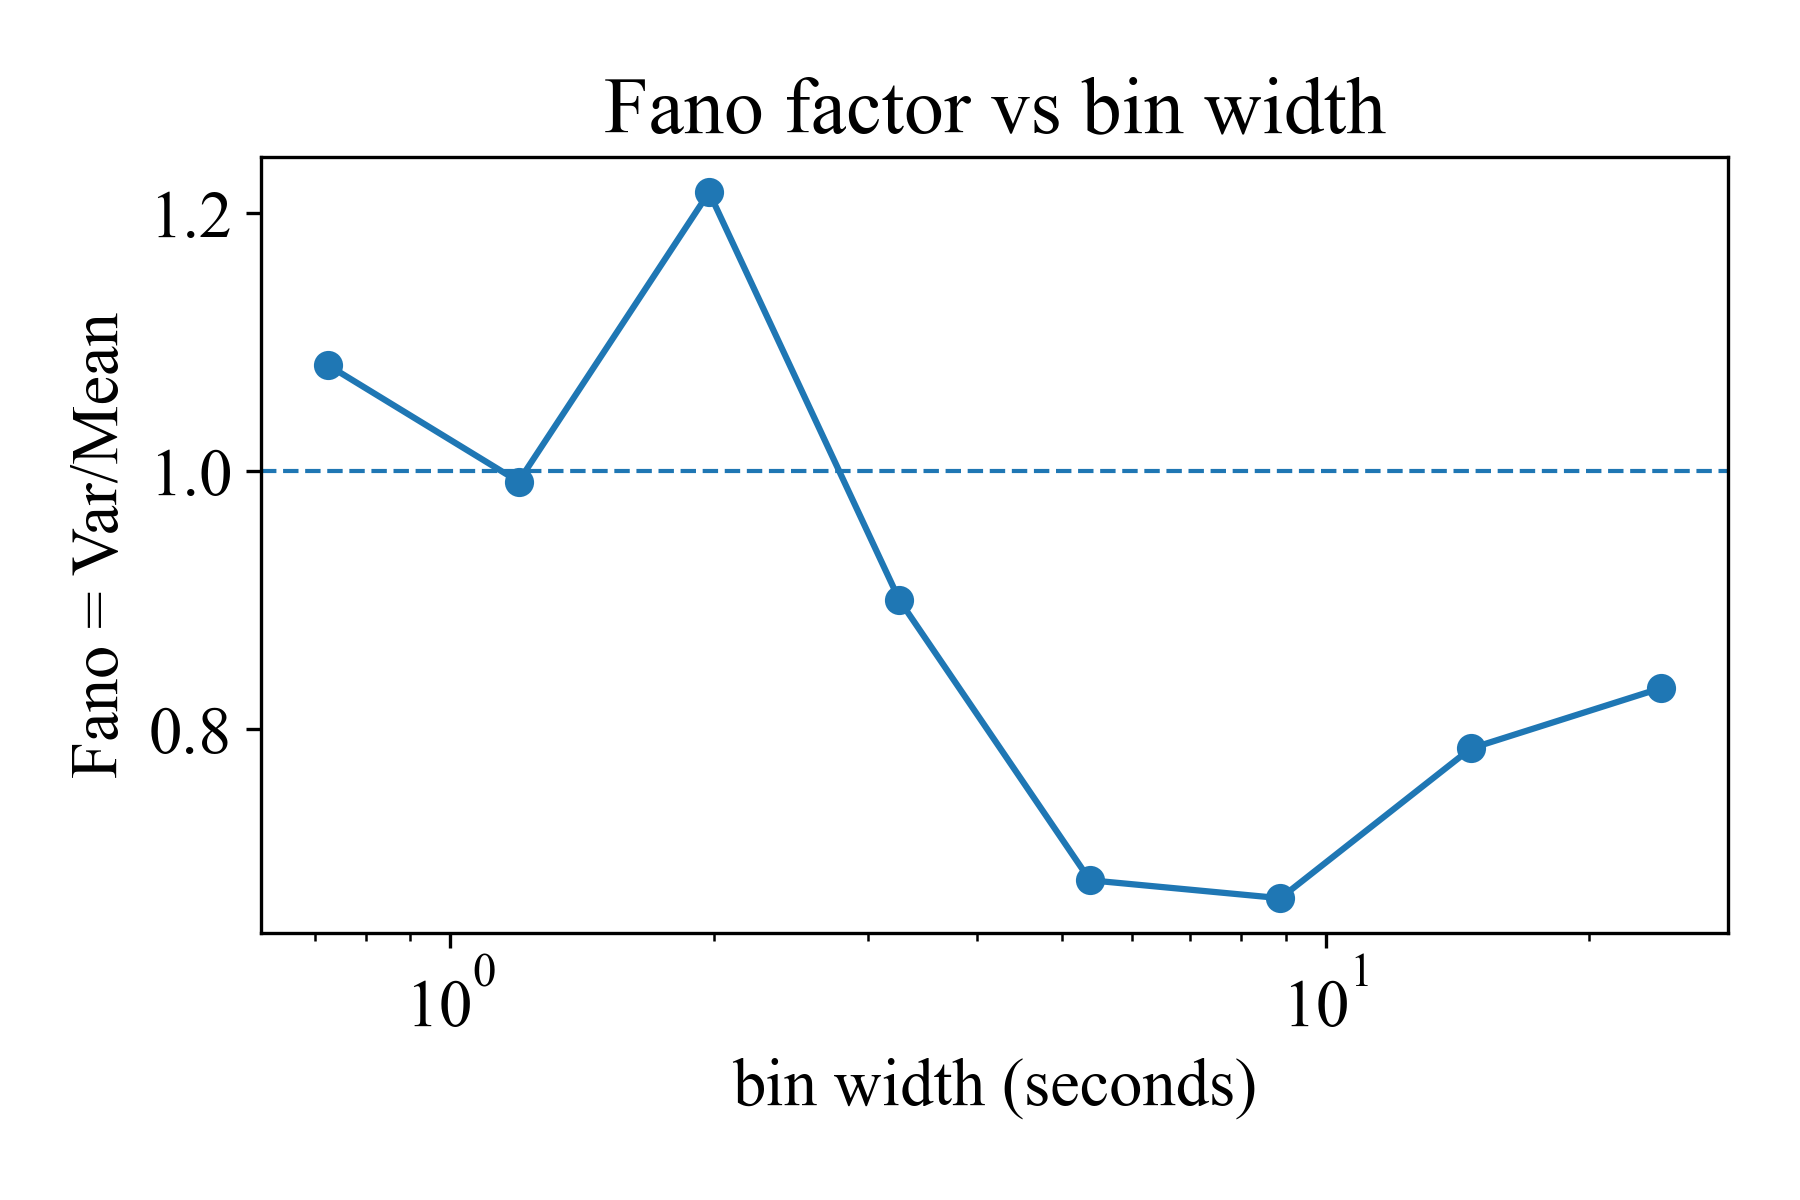 Fano factor vs bin width
Fano = Var/Mean
1.2
1.0
0.8
10^0
10^1
bin width (seconds)